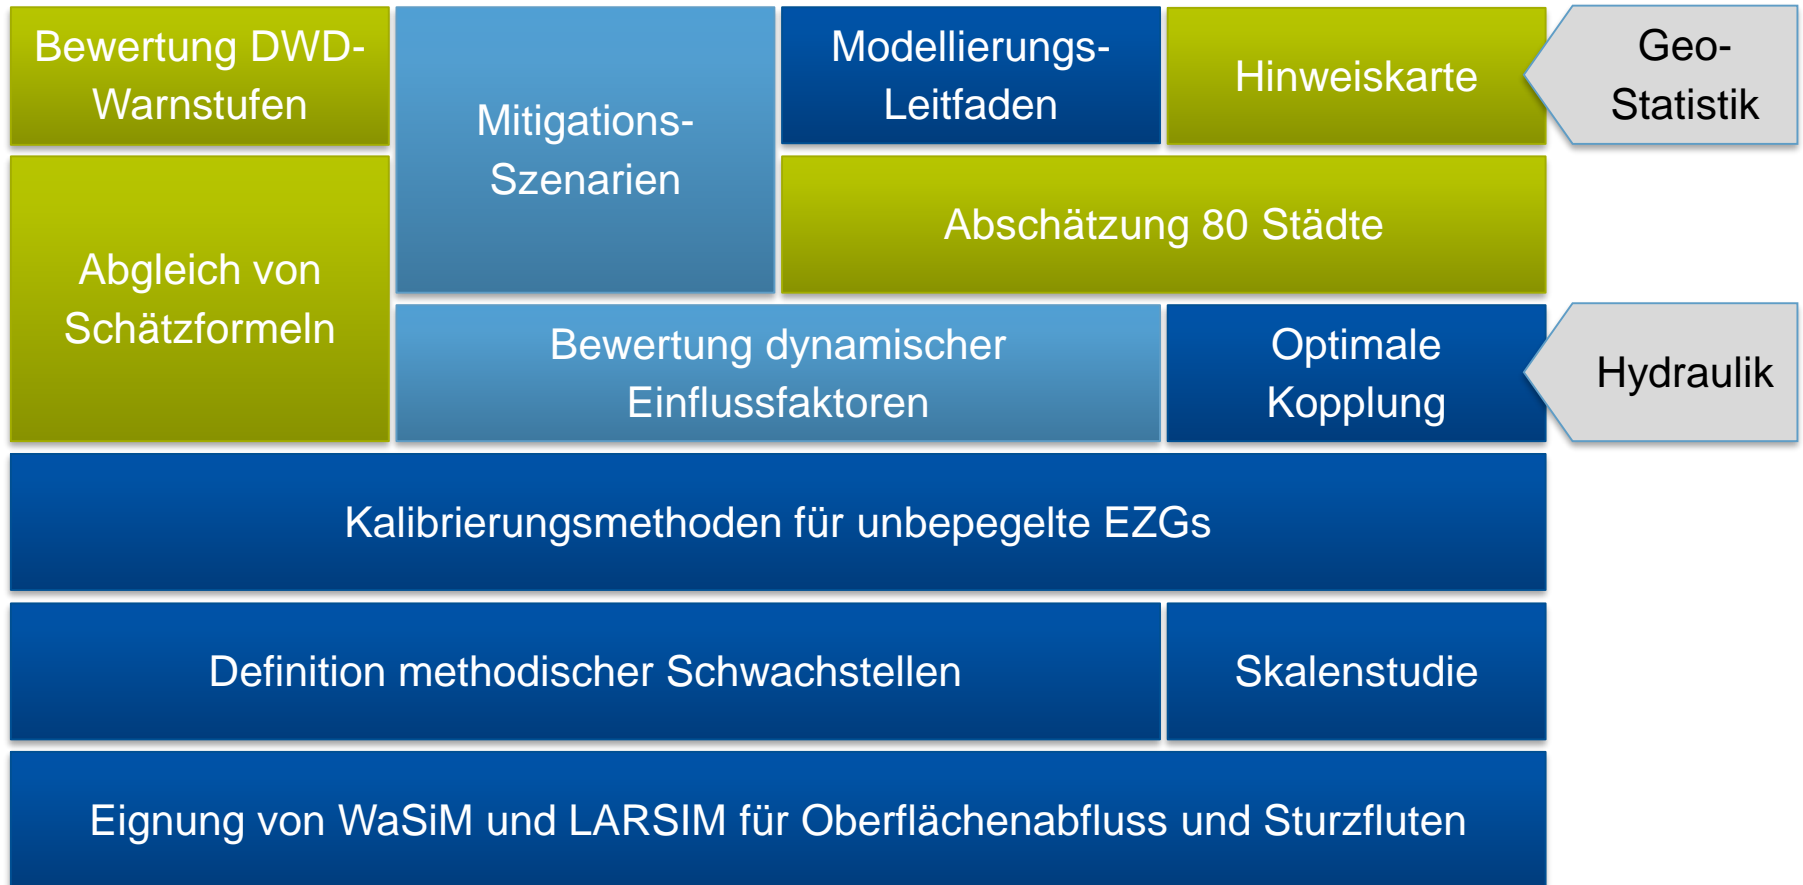 Bewertung DWD-
Warnstufen
Mitigations-
Szenarien
Modellierungs-
Leitfaden
Hinweiskarte
Geo-
Statistik
Abgleich von
Schätzformeln
Abschätzung 80 Städte
Bewertung dynamischer
Einflussfaktoren
Optimale
Kopplung
Hydraulik
Kalibrierungsmethoden für unbepegelte EZGs
Definition methodischer Schwachstellen
Skalenstudie
Eignung von WaSiM und LARSIM für Oberflächenabfluss und Sturzfluten